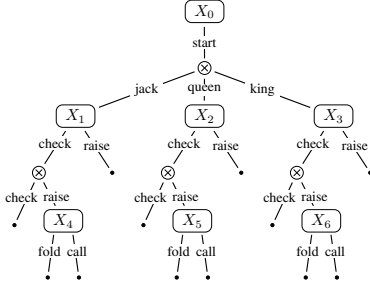 X₀
start
⊗
jack queen king
X₁ X₂ X₃
check raise check raise check raise
⊗ ⊗ ⊗
check raise check raise check raise
X₄ X₅ X₆
fold call fold call fold call